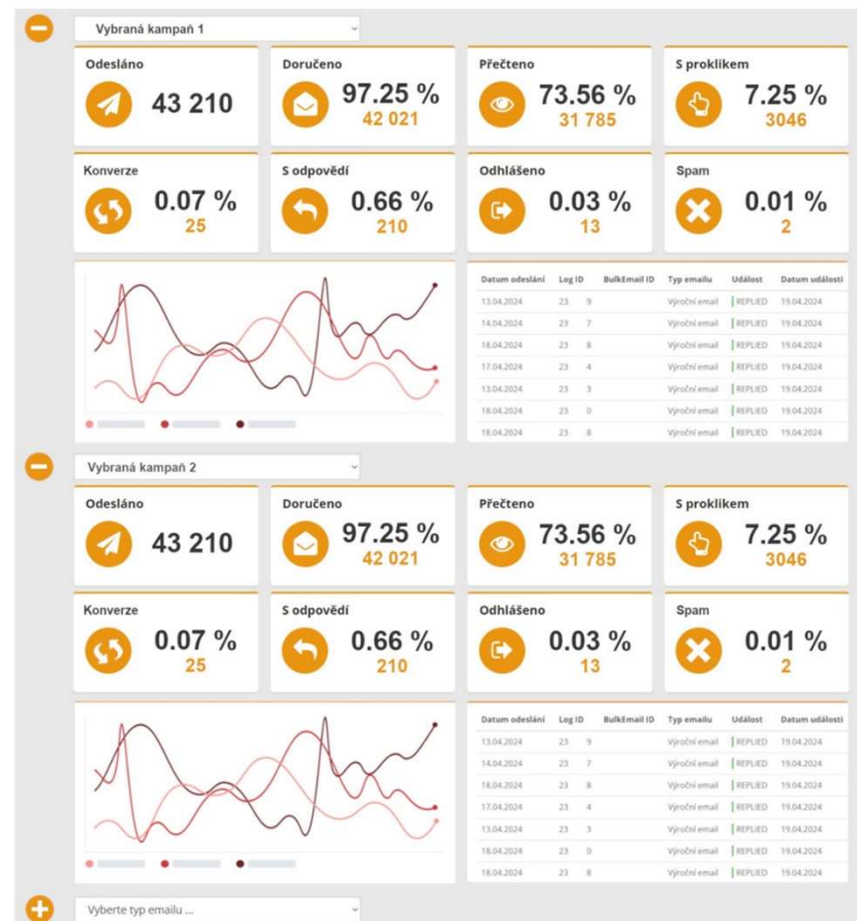 Vybraná kampaň 1
Odesláno
43 210
Doručeno
97.25 %
42 021
Přečteno
73.56 %
31 785
S proklikem
7.25 %
3046
Konverze
0.07 %
25
S odpovědí
0.66 %
210
Odhlášeno
0.03 %
13
Spam
0.01 %
2
Datum odeslání Log ID BulkEmail ID Typ emailu Událost Datum události
13.04.2024 23 9 Výroční email REPLIED 19.04.2024
14.04.2024 23 7 Výroční email REPLIED 19.04.2024
18.04.2024 23 8 Výroční email REPLIED 19.04.2024
17.04.2024 23 4 Výroční email REPLIED 19.04.2024
13.04.2024 23 3 Výroční email REPLIED 19.04.2024
18.04.2024 23 0 Výroční email REPLIED 19.04.2024
18.04.2024 23 8 Výroční email REPLIED 19.04.2024
Vybraná kampaň 2
Odesláno
43 210
Doručeno
97.25 %
42 021
Přečteno
73.56 %
31 785
S proklikem
7.25 %
3046
Konverze
0.07 %
25
S odpovědí
0.66 %
210
Odhlášeno
0.03 %
13
Spam
0.01 %
2
Datum odeslání Log ID BulkEmail ID Typ emailu Událost Datum události
13.04.2024 23 9 Výroční email REPLIED 19.04.2024
14.04.2024 23 7 Výroční email REPLIED 19.04.2024
18.04.2024 23 8 Výroční email REPLIED 19.04.2024
17.04.2024 23 4 Výroční email REPLIED 19.04.2024
13.04.2024 23 3 Výroční email REPLIED 19.04.2024
18.04.2024 23 0 Výroční email REPLIED 19.04.2024
18.04.2024 23 8 Výroční email REPLIED 19.04.2024
Vyberte typ emailu ...